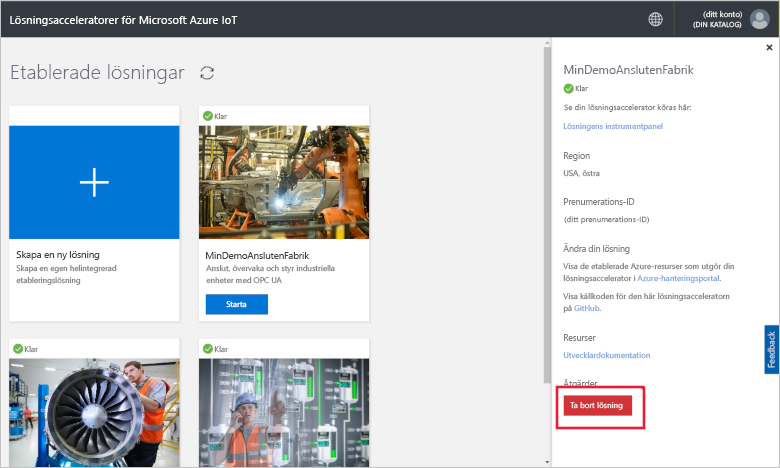 Lösningsacceleratorer för Microsoft Azure IoT
(ditt konto)
(DIN KATALOG)
Etablerade lösningar
Skapa en ny lösning
Skapa en egen helintegrerad
etableringslösning
Klar
MinDemoAnslutenFabrik
Anslut, övervaka och styr industriella
enheter med OPC UA
Starta
Klar
Klar
MinDemoAnslutenFabrik
Klar
Se din lösningsaccelerator köras här:
Lösningens instrumentpanel
Region
USA, östra
Prenumerations-ID
(ditt prenumerations-ID)
Ändra din lösning
Visa de etablerade Azure-resurser som utgör din
lösningsaccelerator i Azure-hanteringsportal.
Visa källkoden för den här lösningsacceleratorn
på GitHub.
Resurser
Utvecklardokumentation
Åtgärder
Ta bort lösning
Feedback